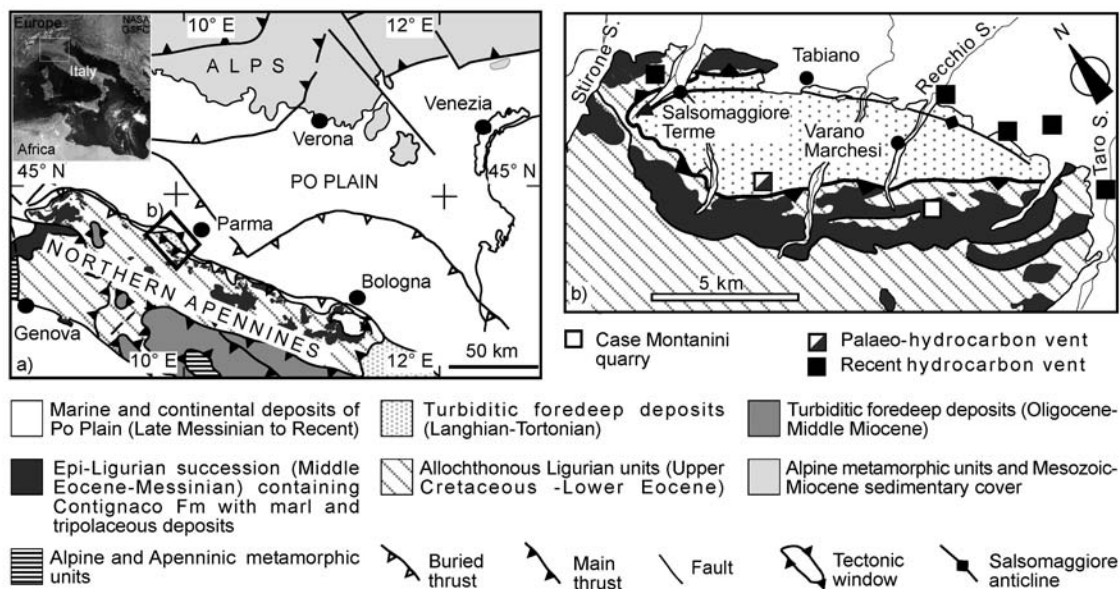 Europe
NASA
GSFC
Italy
Africa
10° E
12° E
ALPS
Venezia
Verona
45° N
45° N
PO PLAIN
b)
Parma
NORTHERN APENNINES
Bologna
Genova
10° E
12° E
50 km
a)
Stirone S.
Tabiano
Recchio S.
N
Salsomaggiore
Terme
Varano
Marchesi
Taro S.
5 km
b)
Case Montanini
quarry
Palaeo-hydrocarbon vent
Recent hydrocarbon vent
Marine and continental deposits of
Po Plain (Late Messinian to Recent)
Turbiditic foredeep deposits
(Langhian-Tortonian)
Turbiditic foredeep deposits (Oligocene-
Middle Miocene)
Epi-Ligurian succession (Middle
Eocene-Messinian) containing
Contignaco Fm with marl and
tripolaceous deposits
Allochthonous Ligurian units (Upper
Cretaceous -Lower Eocene)
Alpine metamorphic units and Mesozoic-
Miocene sedimentary cover
Alpine and Apenninic metamorphic
units
Buried
thrust
Main
thrust
Fault
Tectonic
window
Salsomaggiore
anticline